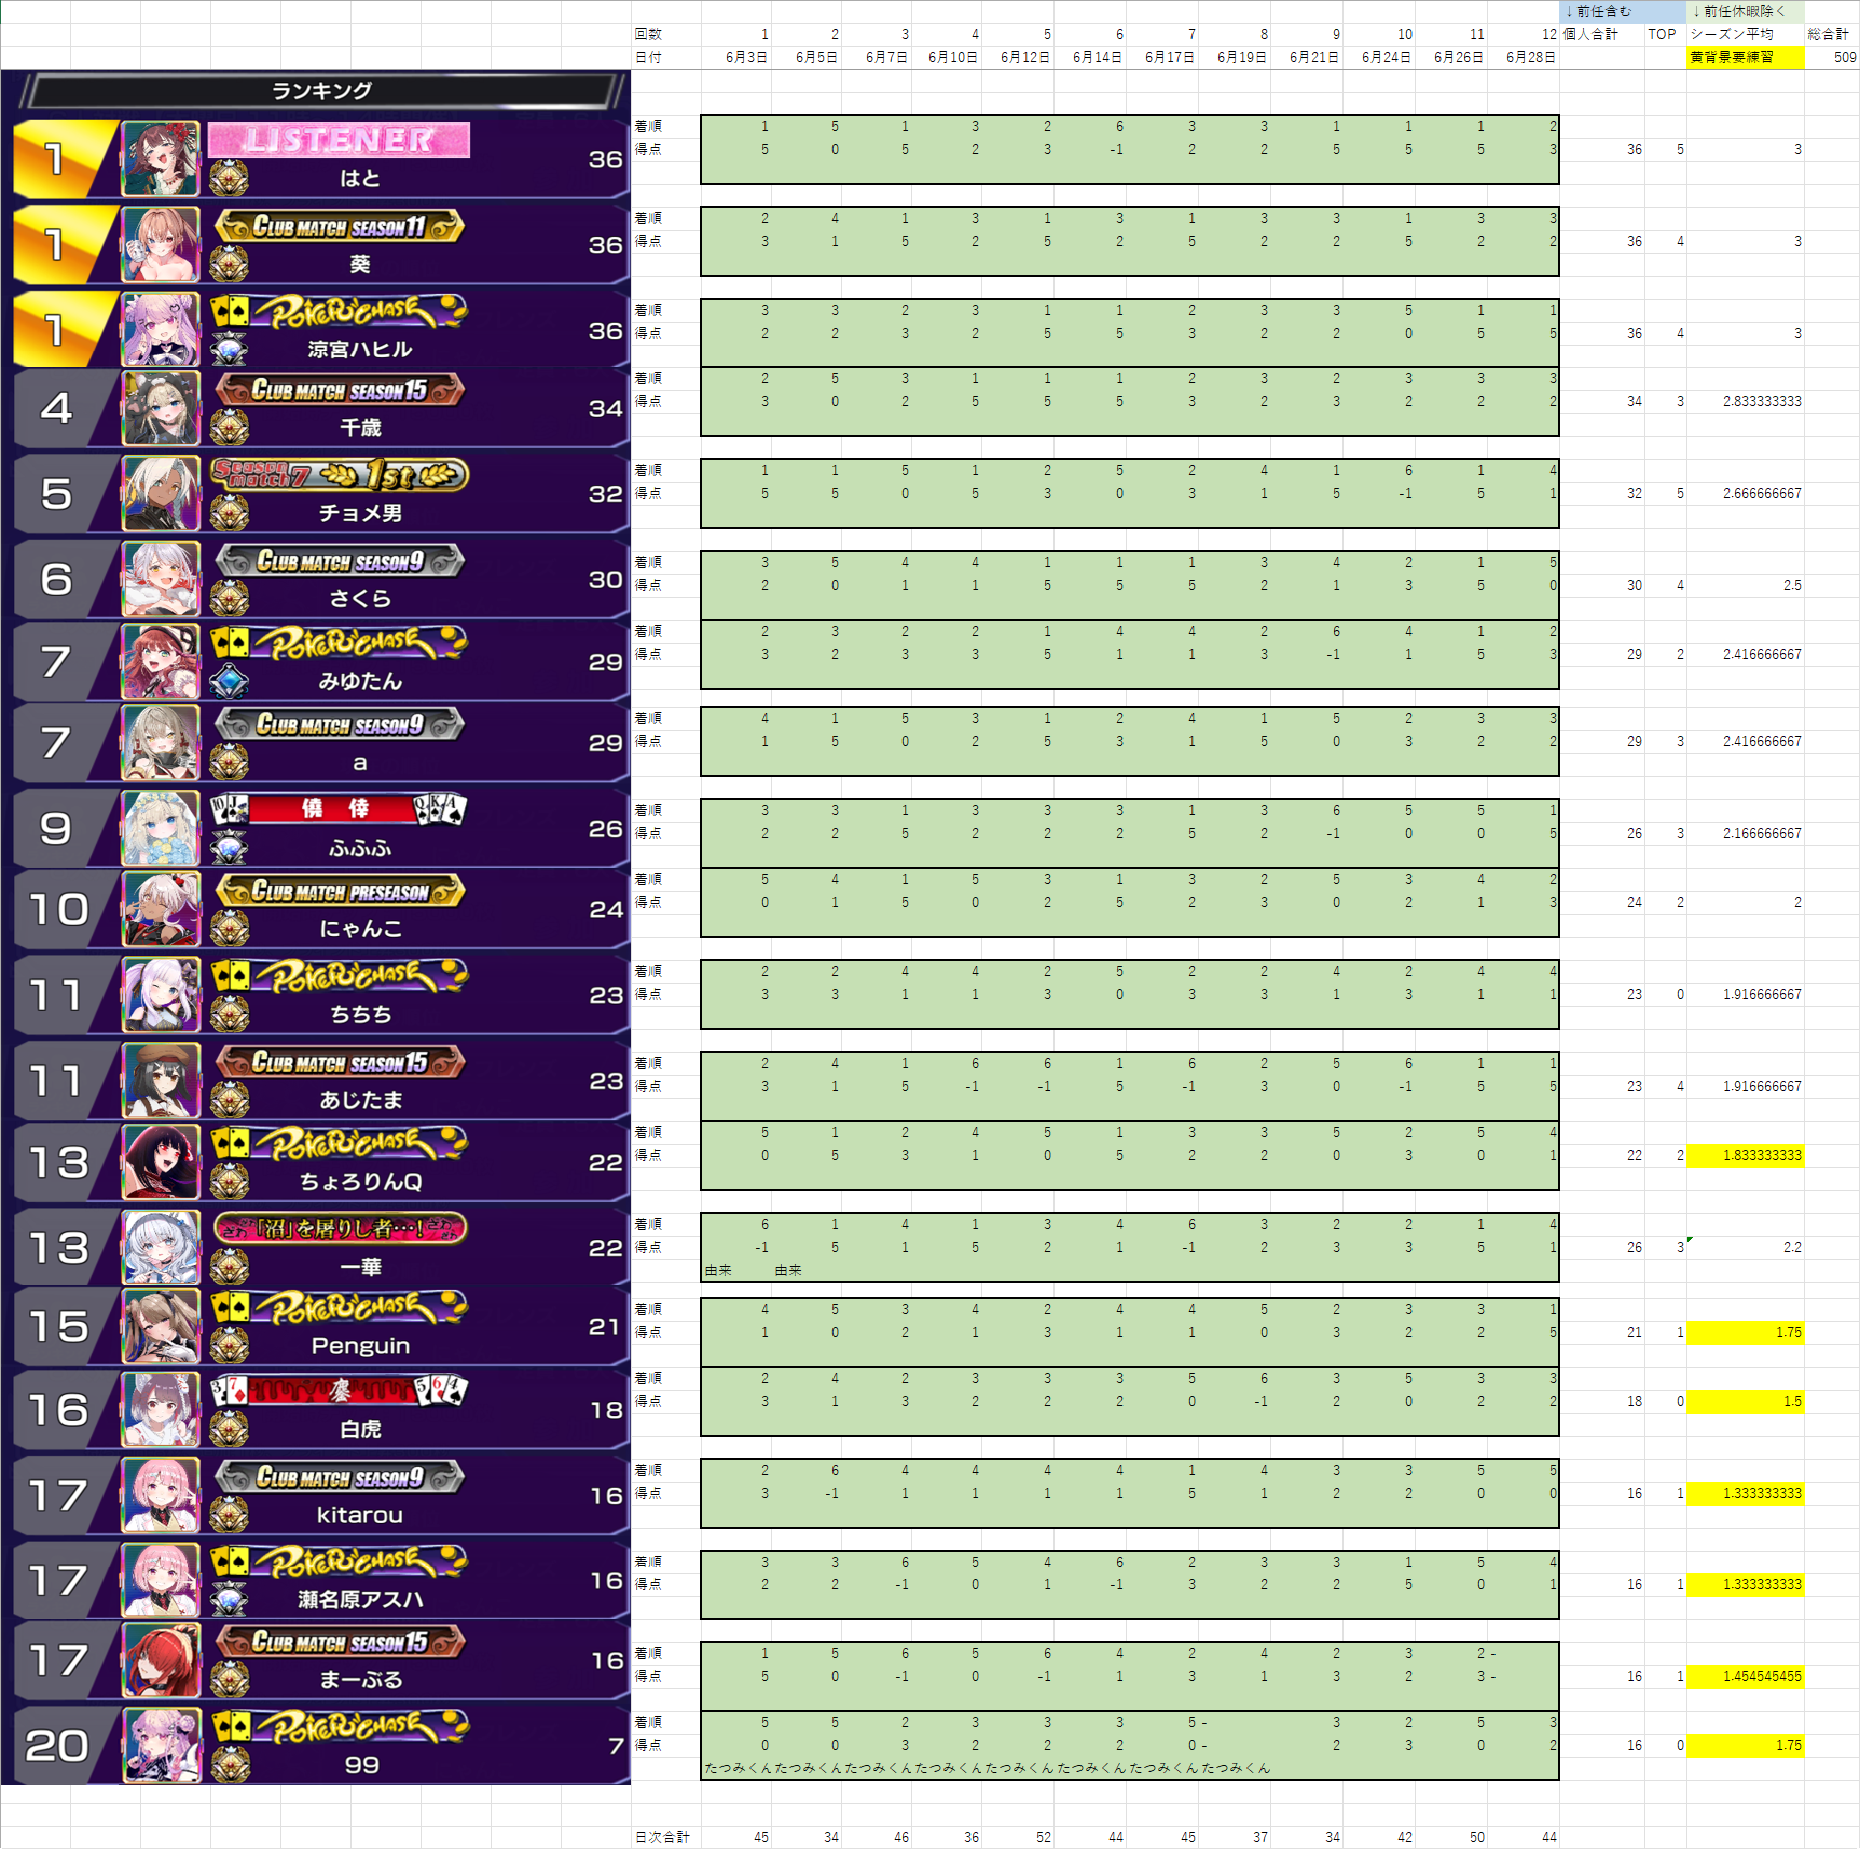 ↓前任含む ↓前任休暇除く
回数 1 2 3 4 5 6 7 8 9 10 11 12 個人合計 TOP シーズン平均 総合計
日付 6月3日 6月5日 6月7日 6月10日 6月12日 6月14日 6月17日 6月19日 6月21日 6月24日 6月26日 6月28日 黄背景要練習 509
ランキング
1 LISTENER はと 36
着順 1 5 1 3 2 6 3 3 1 1 1 2
得点 5 0 5 2 3 -1 2 2 5 5 5 3 36 5 3
1 CLUB MATCH SEASON11 葵 36
着順 2 4 1 3 1 3 1 3 3 1 3 3
得点 3 1 5 2 5 2 5 2 2 5 2 2 36 4 3
1 POKER CHASE 涼宮ハヒル 36
着順 3 3 2 3 1 1 2 3 3 5 1 1
得点 2 2 3 2 5 5 3 2 2 0 5 5 36 4 3
4 CLUB MATCH SEASON15 千歳 34
着順 2 5 3 1 1 1 2 3 2 3 3 3
得点 3 0 2 5 5 5 3 2 3 2 2 2 34 3 2.833333333
5 Season match7 1st チョメ男 32
着順 1 1 5 1 2 5 2 4 1 6 1 4
得点 5 5 0 5 3 0 3 1 5 -1 5 1 32 5 2.666666667
6 CLUB MATCH SEASON9 さくら 30
着順 3 5 4 4 1 1 1 3 4 2 1 5
得点 2 0 1 1 5 5 5 2 1 3 5 0 30 4 2.5
7 POKER CHASE みゆたん 29
着順 2 3 2 2 1 4 4 2 6 4 1 2
得点 3 2 3 3 5 1 1 3 -1 1 5 3 29 2 2.416666667
7 CLUB MATCH SEASON9 a 29
着順 4 1 5 3 1 2 4 1 5 2 3 3
得点 1 5 0 2 5 3 1 5 0 3 2 2 29 3 2.416666667
9 10 J 僥倖 Q K A ふふふ 26
着順 3 3 1 3 3 3 1 3 6 5 5 1
得点 2 2 5 2 2 2 5 2 -1 0 0 5 26 3 2.166666667
10 CLUB MATCH PRESEASON にゃんこ 24
着順 5 4 1 5 3 1 3 2 5 3 4 2
得点 0 1 5 0 2 5 2 3 0 2 1 3 24 2 2
11 POKER CHASE ちちち 23
着順 2 2 4 4 2 5 2 2 4 2 4 4
得点 3 3 1 1 3 0 3 3 1 3 1 1 23 0 1.916666667
11 CLUB MATCH SEASON15 あじたま 23
着順 2 4 1 6 6 1 6 2 5 6 1 1
得点 3 1 5 -1 -1 5 -1 3 0 -1 5 5 23 4 1.916666667
13 POKER CHASE ちょろりんQ 22
着順 5 1 2 4 5 1 3 3 5 2 5 4
得点 0 5 3 1 0 5 2 2 0 3 0 1 22 2 1.833333333
13 ざわ 「沼」を屠りし者…! ざわ 一華 22
着順 6 1 4 1 3 4 6 3 2 2 1 4
得点 -1 5 1 5 2 1 -1 2 3 3 5 1 26 3 2.2
由来 由来
15 POKER CHASE Penguin 21
着順 4 5 3 4 2 4 4 5 2 3 3 1
得点 1 0 2 1 3 1 1 0 3 2 2 5 21 1 1.75
16 3 7 鏖 5 6 4 白虎 18
着順 2 4 2 3 3 3 5 6 3 5 3 3
得点 3 1 3 2 2 2 0 -1 2 0 2 2 18 0 1.5
17 CLUB MATCH SEASON9 kitarou 16
着順 2 6 4 4 4 4 1 4 3 3 5 5
得点 3 -1 1 1 1 1 5 1 2 2 0 0 16 1 1.333333333
17 POKER CHASE 瀬名原アスハ 16
着順 3 3 6 5 4 6 2 3 3 1 5 4
得点 2 2 -1 0 1 -1 3 2 2 5 0 1 16 1 1.333333333
17 CLUB MATCH SEASON15 まーぶる 16
着順 1 5 6 5 6 4 2 4 2 3 2 -
得点 5 0 -1 0 -1 1 3 1 3 2 3 - 16 1 1.454545455
20 POKER CHASE 99 7
着順 5 5 2 3 3 3 5 - 3 2 5 3
得点 0 0 3 2 2 2 0 - 2 3 0 2 16 0 1.75
たつみくん たつみくん たつみくん たつみくん たつみくん たつみくん たつみくん たつみくん
日次合計 45 34 46 36 52 44 45 37 34 42 50 44